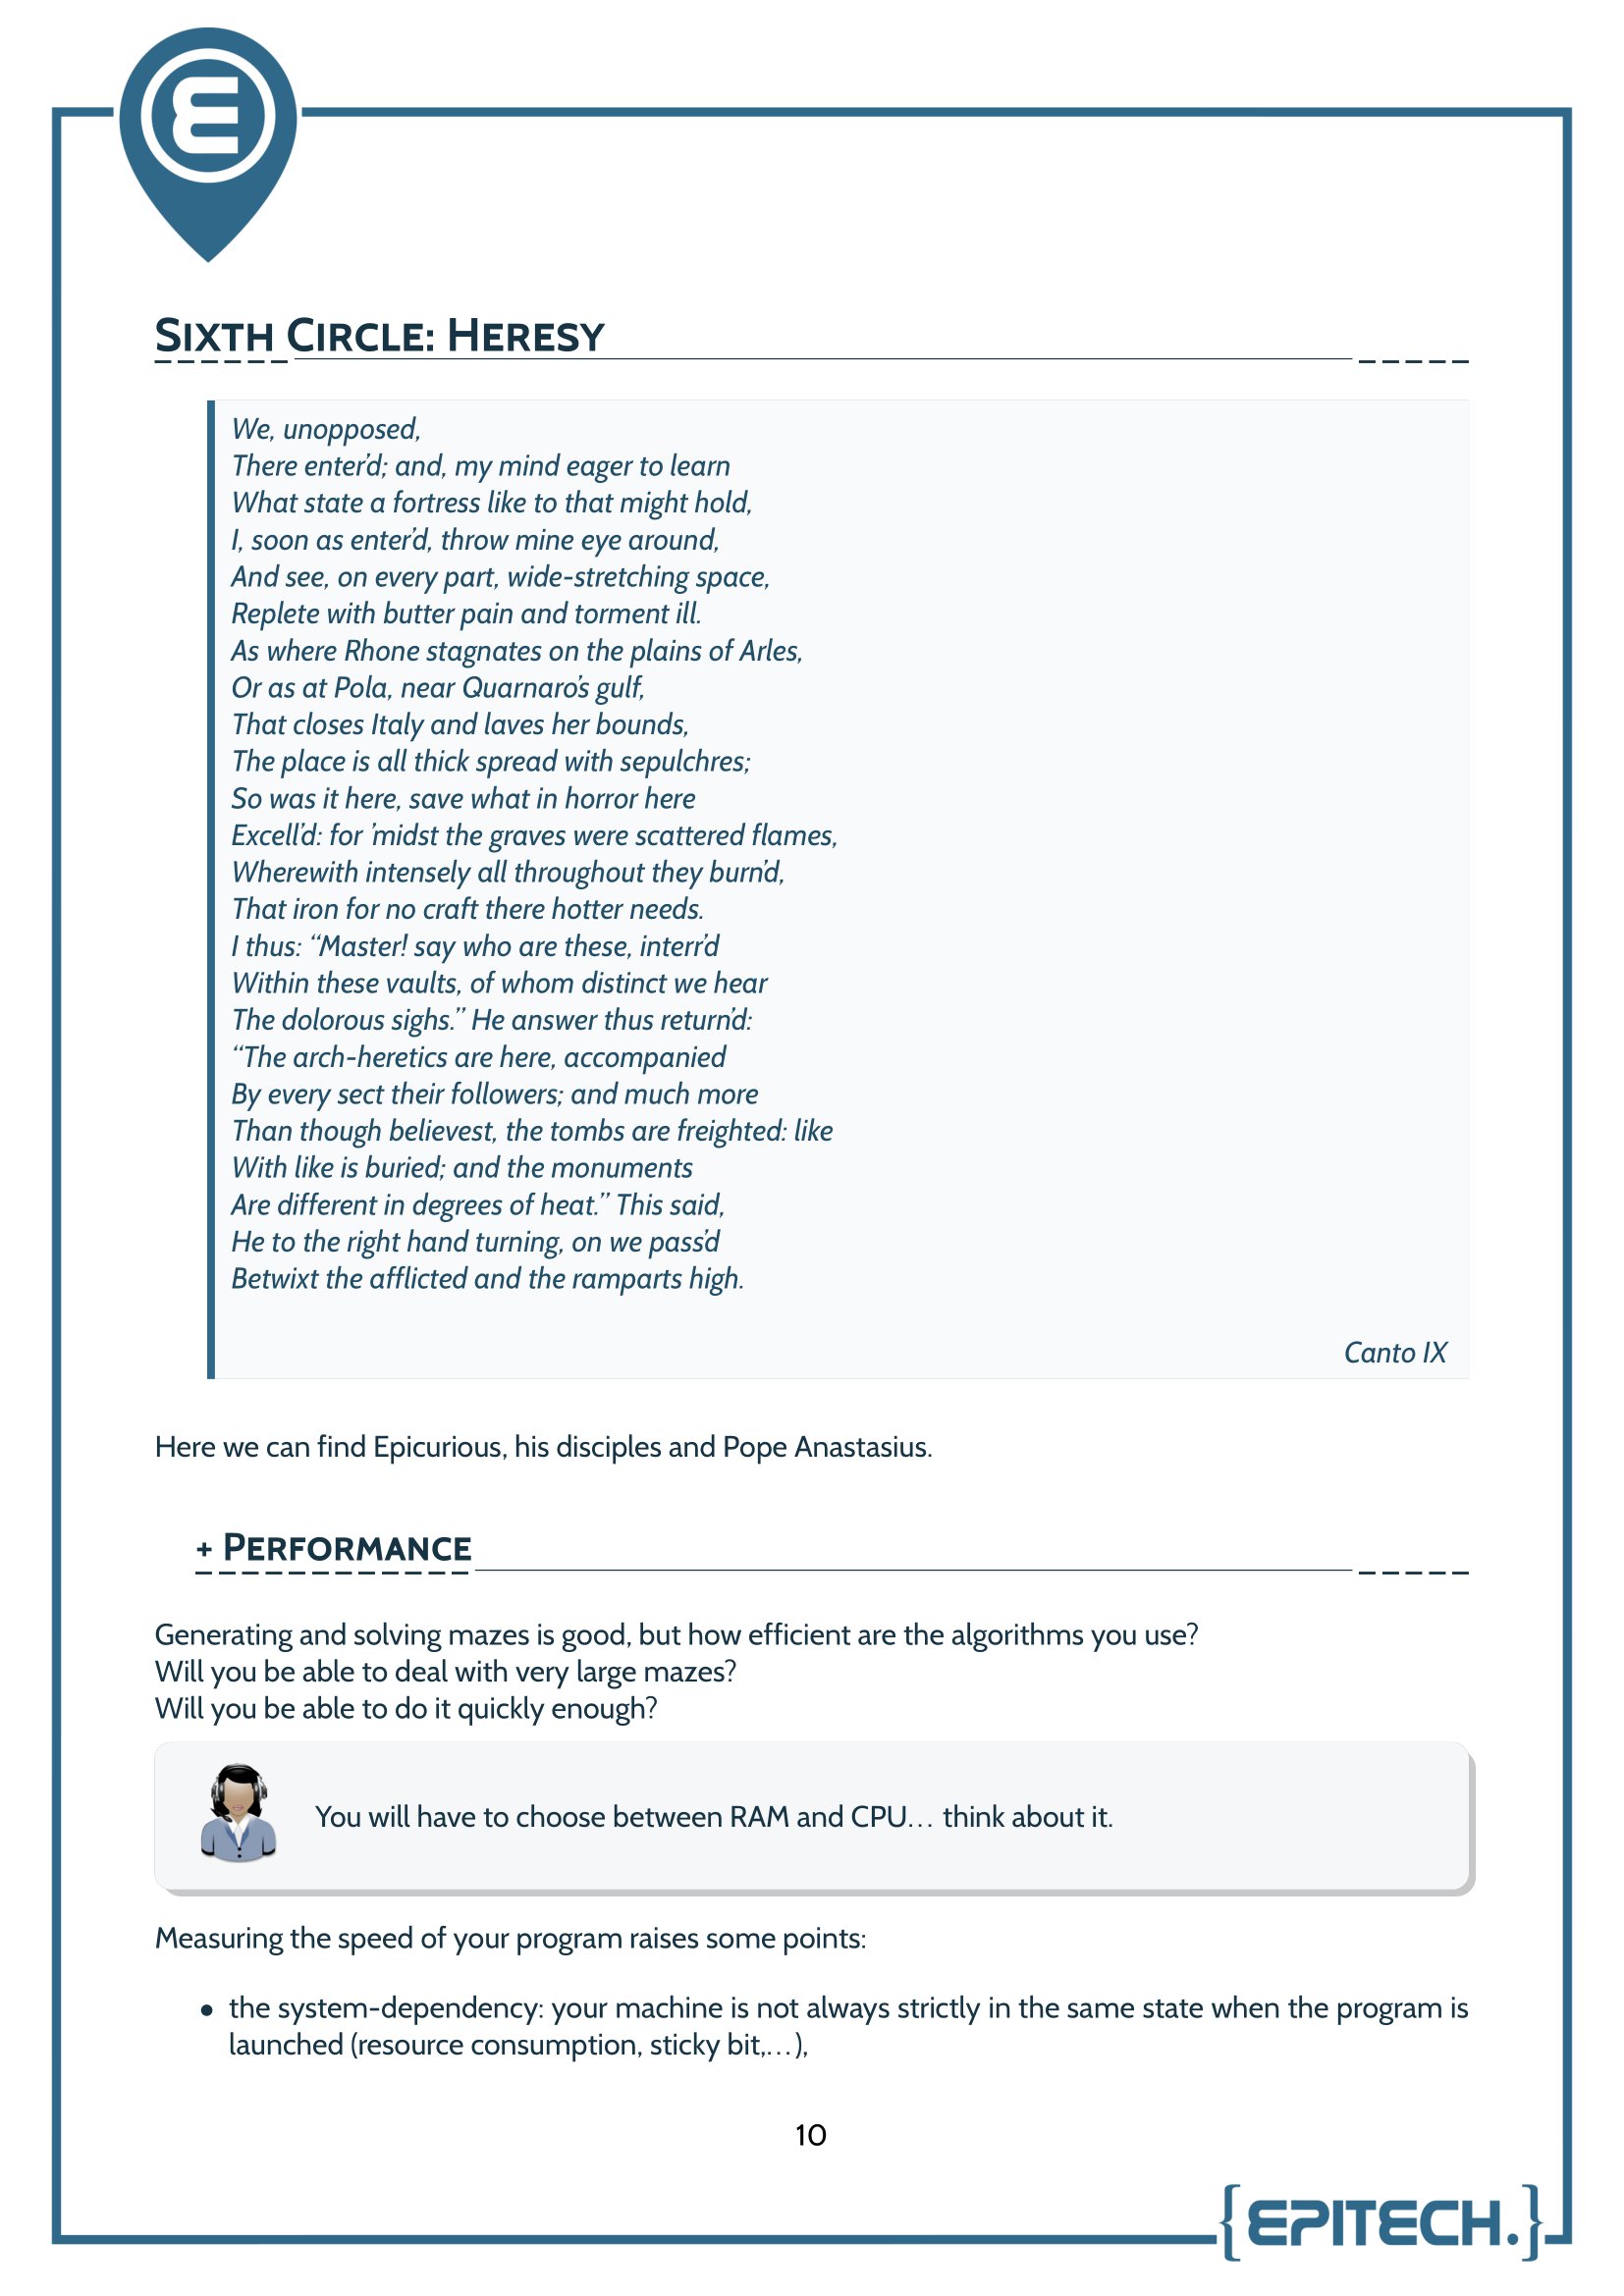 SIXTH CIRCLE: HERESY
We, unopposed,
There enter’d; and, my mind eager to learn
What state a fortress like to that might hold,
I, soon as enter’d, throw mine eye around,
And see, on every part, wide-stretching space,
Replete with butter pain and torment ill.
As where Rhone stagnates on the plains of Arles,
Or as at Pola, near Quarnaro’s gulf,
That closes Italy and laves her bounds,
The place is all thick spread with sepulchres;
So was it here, save what in horror here
Excell’d: for ’midst the graves were scattered flames,
Wherewith intensely all throughout they burn’d,
That iron for no craft there hotter needs.
I thus: “Master! say who are these, interr’d
Within these vaults, of whom distinct we hear
The dolorous sighs.” He answer thus return’d:
“The arch-heretics are here, accompanied
By every sect their followers; and much more
Than though believest, the tombs are freighted: like
With like is buried; and the monuments
Are different in degrees of heat.” This said,
He to the right hand turning, on we pass’d
Betwixt the afflicted and the ramparts high.
Canto IX
Here we can find Epicurious, his disciples and Pope Anastasius.
+ PERFORMANCE
Generating and solving mazes is good, but how efficient are the algorithms you use?
Will you be able to deal with very large mazes?
Will you be able to do it quickly enough?
You will have to choose between RAM and CPU… think about it.
Measuring the speed of your program raises some points:
• the system-dependency: your machine is not always strictly in the same state when the program is
launched (resource consumption, sticky bit,…),
10
{EPITECH.}